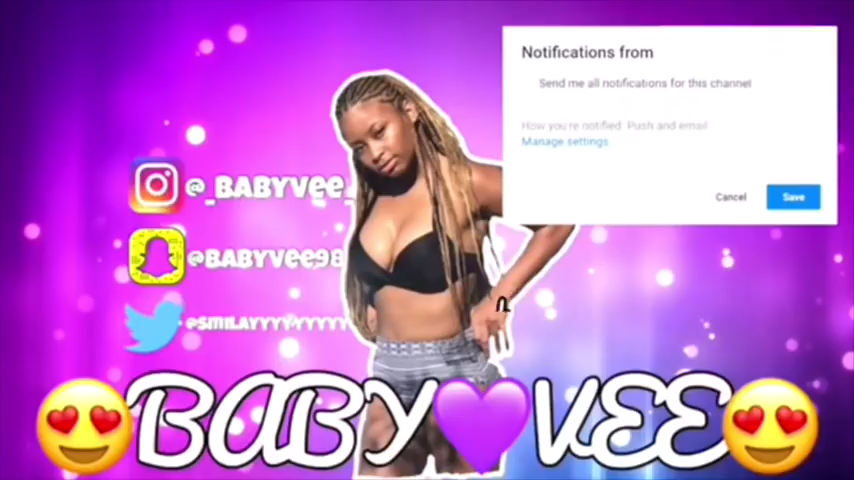 Notifications from
Send me all notifications for this channel
How you're notified: Push and email
Manage settings
Cancel
Save
@_BABYVEE_
@BABYVEE98
BABY VEE